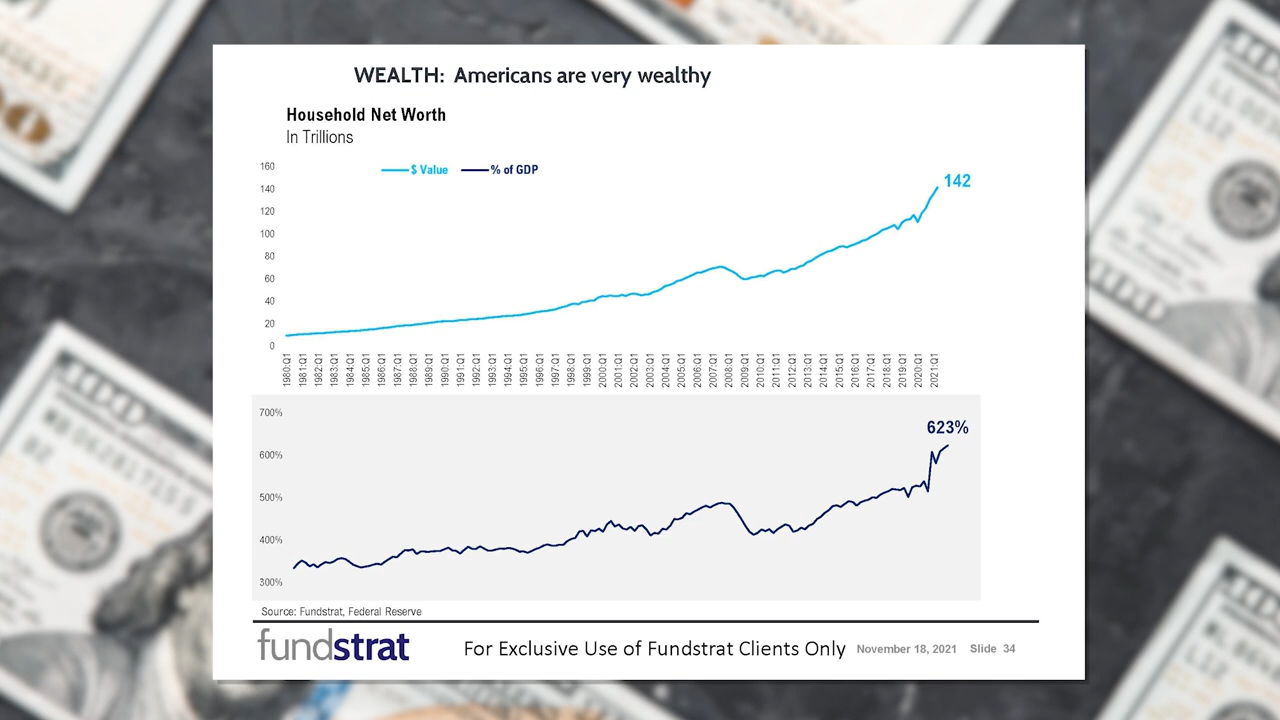 WEALTH: Americans are very wealthy
Household Net Worth
In Trillions
$ Value
% of GDP
160
140
120
100
80
60
40
20
0
142
1980:Q1
1981:Q1
1982:Q1
1983:Q1
1984:Q1
1985:Q1
1986:Q1
1987:Q1
1988:Q1
1989:Q1
1990:Q1
1991:Q1
1992:Q1
1993:Q1
1994:Q1
1995:Q1
1996:Q1
1997:Q1
1998:Q1
1999:Q1
2000:Q1
2001:Q1
2002:Q1
2003:Q1
2004:Q1
2005:Q1
2006:Q1
2007:Q1
2008:Q1
2009:Q1
2010:Q1
2011:Q1
2012:Q1
2013:Q1
2014:Q1
2015:Q1
2016:Q1
2017:Q1
2018:Q1
2019:Q1
2020:Q1
2021:Q1
700%
600%
500%
400%
300%
623%
Source: Fundstrat, Federal Reserve
fundstrat
For Exclusive Use of Fundstrat Clients Only
November 18, 2021
Slide 34